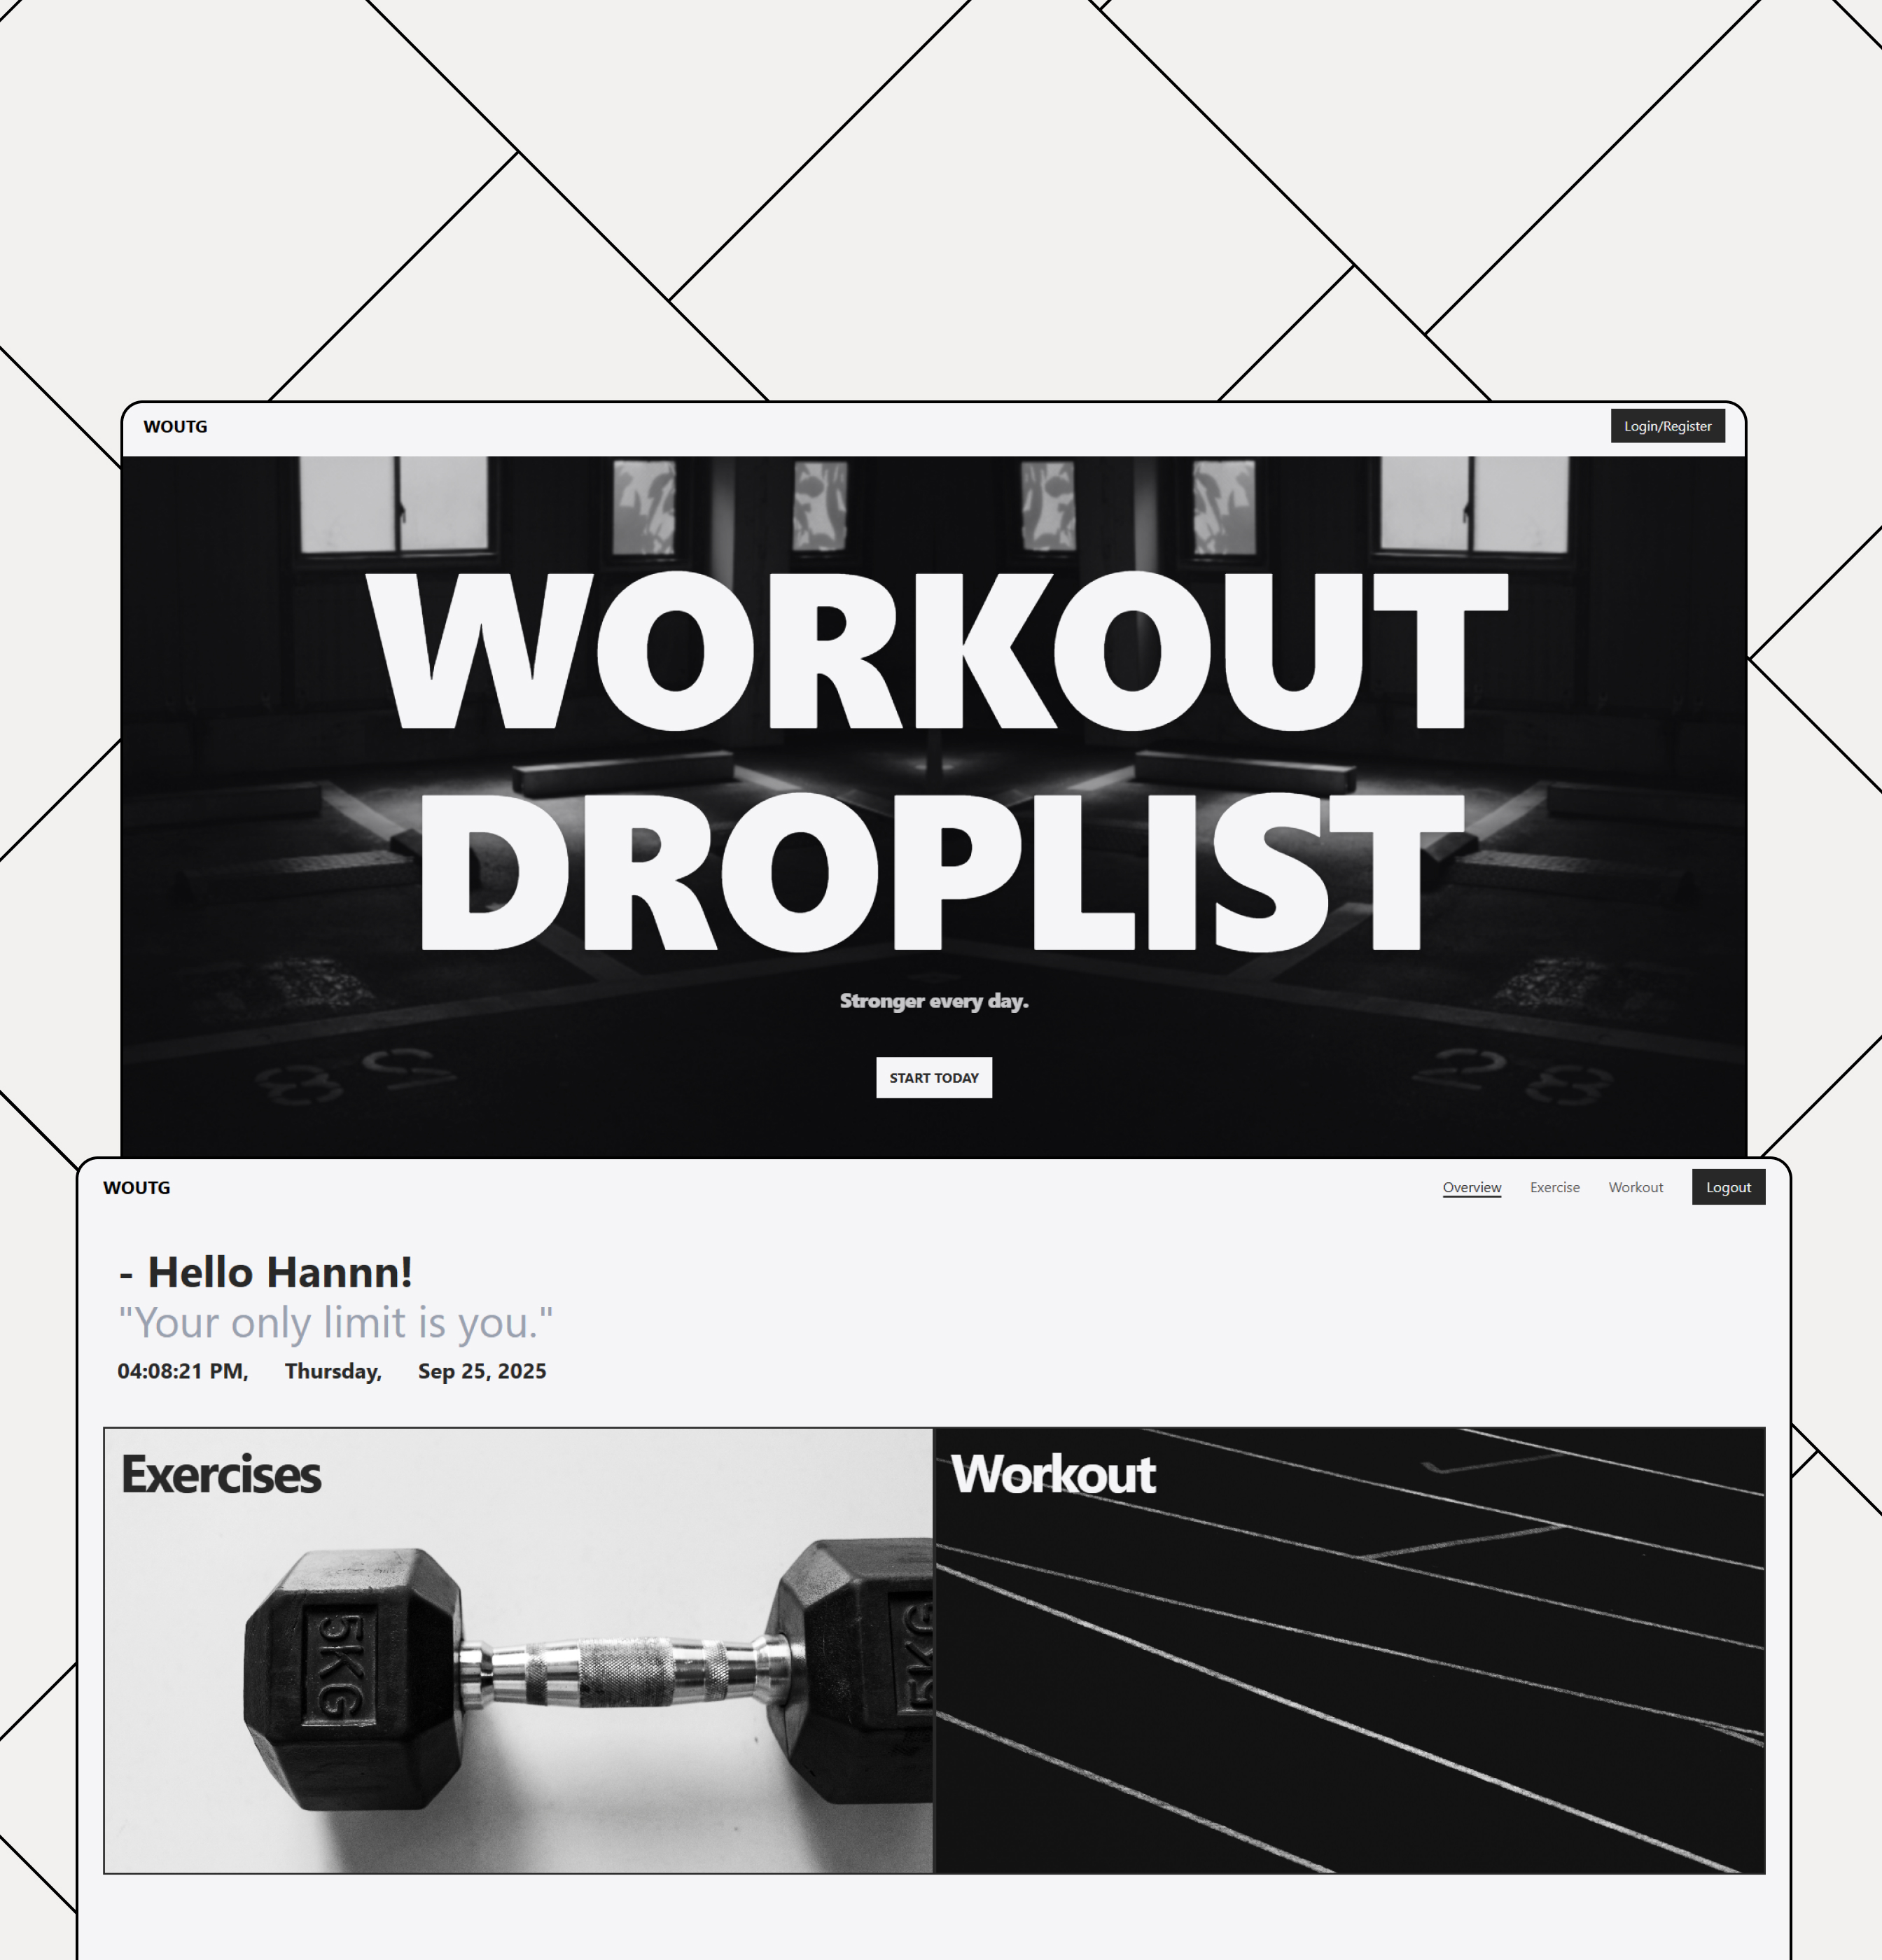 WOUTG
Login/Register
WORKOUT
DROPLIST
Stronger every day.
START TODAY
WOUTG
Overview Exercise Workout Logout
- Hello Hannn!
"Your only limit is you."
04:08:21 PM, Thursday, Sep 25, 2025
Exercises
Workout
5KG
5KG